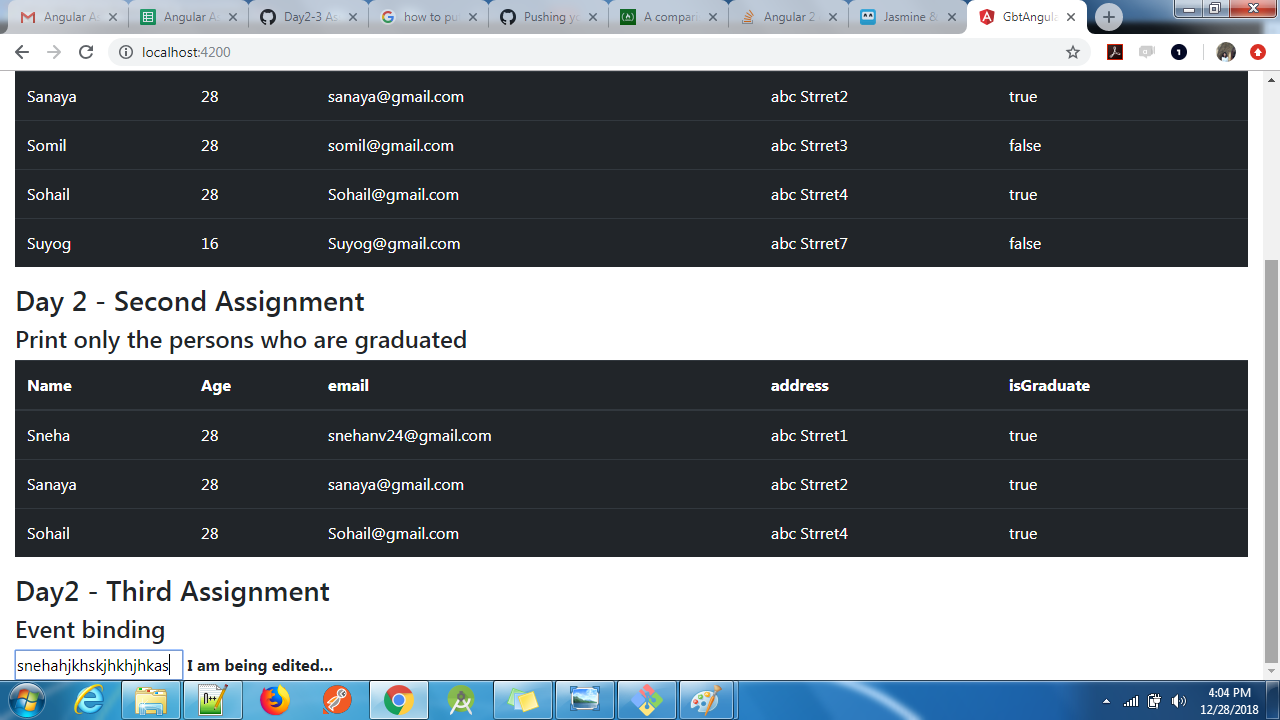 Angular As
Angular A
Day2-3 As
how to pu
Pushing yo
A compar
Angular 2
Jasmine &
GbtAngula
localhost:4200
Sanaya 28 sanaya@gmail.com abc Strret2 true
Somil 28 somil@gmail.com abc Strret3 false
Sohail 28 Sohail@gmail.com abc Strret4 true
Suyog 16 Suyog@gmail.com abc Strret7 false
Day 2 - Second Assignment
Print only the persons who are graduated
Name Age email address isGraduate
Sneha 28 snehanv24@gmail.com abc Strret1 true
Sanaya 28 sanaya@gmail.com abc Strret2 true
Sohail 28 Sohail@gmail.com abc Strret4 true
Day2 - Third Assignment
Event binding
snehahjkhskjhkhjhkas I am being edited...
4:04 PM
12/28/2018